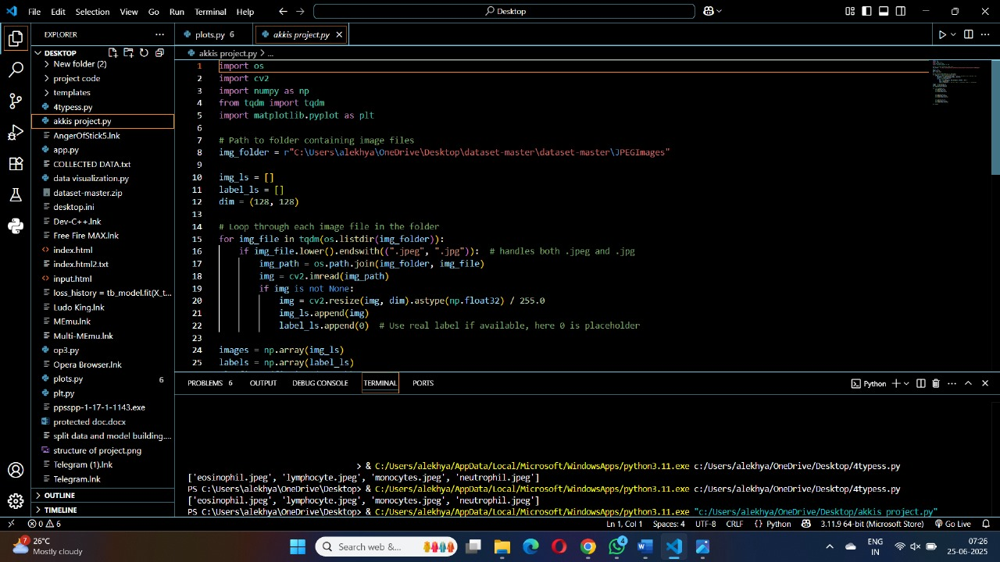 File Edit Selection View Go Run Terminal Help
Desktop
EXPLORER
plots.py 6
akkis project.py
DESKTOP
akkis project.py > ...
New folder (2)
project code
templates
4typess.py
akkis project.py
AngerOfStick5.lnk
app.py
COLLECTED DATA.txt
data visualization.py
dataset-master.zip
desktop.ini
Dev-C++.lnk
Free Fire MAX.lnk
index.html
index.html2.txt
input.html
loss_history = tb_model.fit(X_t...
Ludo King.lnk
MEmu.lnk
Multi-MEmu.lnk
op3.py
Opera Browser.lnk
plots.py 6
plt.py
ppsspp-1-17-1-1143.exe
protected doc.docx
split data and model building....
structure of project.png
Telegram (1).lnk
Telegram.lnk
OUTLINE
TIMELINE
1 import os
2 import cv2
3 import numpy as np
4 from tqdm import tqdm
5 import matplotlib.pyplot as plt
6
7 # Path to folder containing image files
8 img_folder = r"C:\Users\alekhya\OneDrive\Desktop\dataset-master\dataset-master\JPEGImages"
9
10 img_ls = []
11 label_ls = []
12 dim = (128, 128)
13
14 # Loop through each image file in the folder
15 for img_file in tqdm(os.listdir(img_folder)):
16 if img_file.lower().endswith((".jpeg", ".jpg")): # handles both .jpeg and .jpg
17 img_path = os.path.join(img_folder, img_file)
18 img = cv2.imread(img_path)
19 if img is not None:
20 img = cv2.resize(img, dim).astype(np.float32) / 255.0
21 img_ls.append(img)
22 label_ls.append(0) # Use real label if available, here 0 is placeholder
23
24 images = np.array(img_ls)
25 labels = np.array(label_ls)
PROBLEMS 6 OUTPUT DEBUG CONSOLE TERMINAL PORTS
Python
> & C:/Users/alekhya/AppData/Local/Microsoft/WindowsApps/python3.11.exe c:/Users/alekhya/OneDrive/Desktop/4typess.py
['eosinophil.jpeg', 'lymphocyte.jpeg', 'monocytes.jpeg', 'neutrophil.jpeg']
PS C:\Users\alekhya\OneDrive\Desktop> & C:/Users/alekhya/AppData/Local/Microsoft/WindowsApps/python3.11.exe c:/Users/alekhya/OneDrive/Desktop/4typess.py
['eosinophil.jpeg', 'lymphocyte.jpeg', 'monocytes.jpeg', 'neutrophil.jpeg']
PS C:\Users\alekhya\OneDrive\Desktop> & C:/Users/alekhya/AppData/Local/Microsoft/WindowsApps/python3.11.exe "c:/Users/alekhya/OneDrive/Desktop/akkis project.py"
0 6
Ln 1, Col 1 Spaces: 4 UTF-8 CRLF {} Python 3.11.9 64-bit (Microsoft Store) Go Live
7
26°C
Mostly cloudy
Search web &...
4
ENG
IN
07:26
25-06-2025